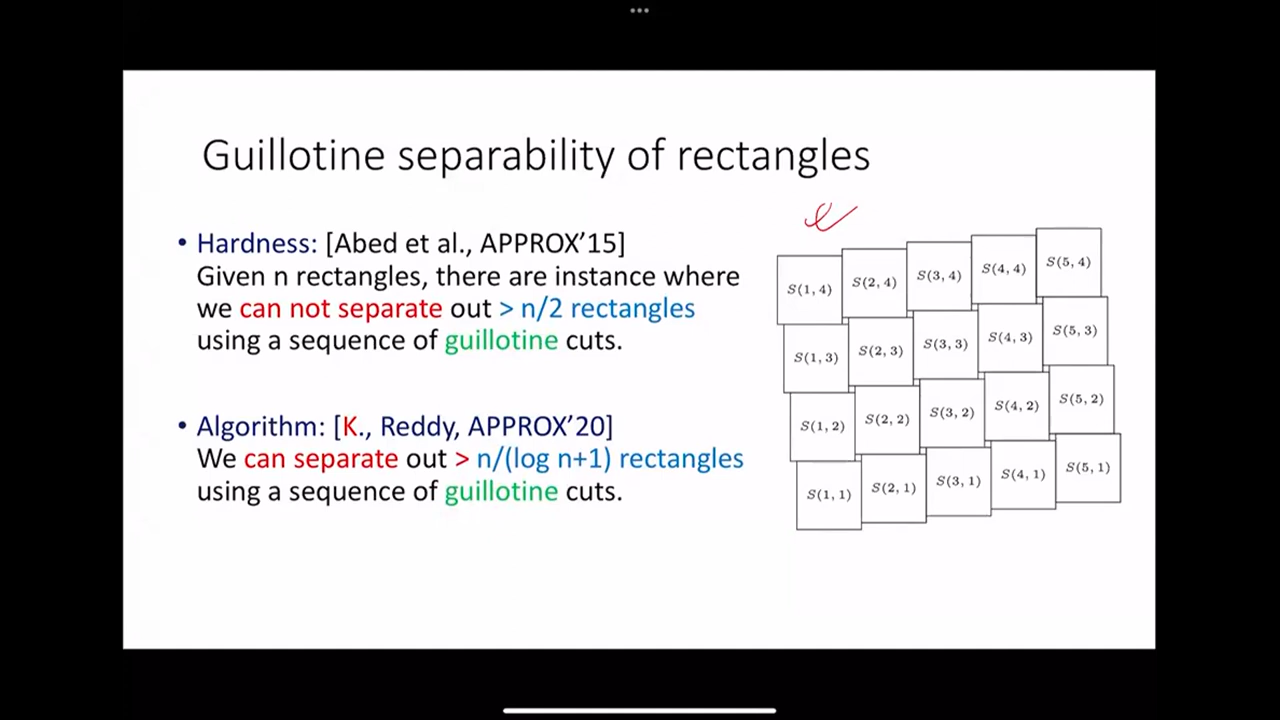 Guillotine separability of rectangles
• Hardness: [Abed et al., APPROX’15]
Given n rectangles, there are instance where
we can not separate out > n/2 rectangles
using a sequence of guillotine cuts.
• Algorithm: [K., Reddy, APPROX’20]
We can separate out > n/(log n+1) rectangles
using a sequence of guillotine cuts.
S(1, 4) S(2, 4) S(3, 4) S(4, 4) S(5, 4)
S(1, 3) S(2, 3) S(3, 3) S(4, 3) S(5, 3)
S(1, 2) S(2, 2) S(3, 2) S(4, 2) S(5, 2)
S(1, 1) S(2, 1) S(3, 1) S(4, 1) S(5, 1)